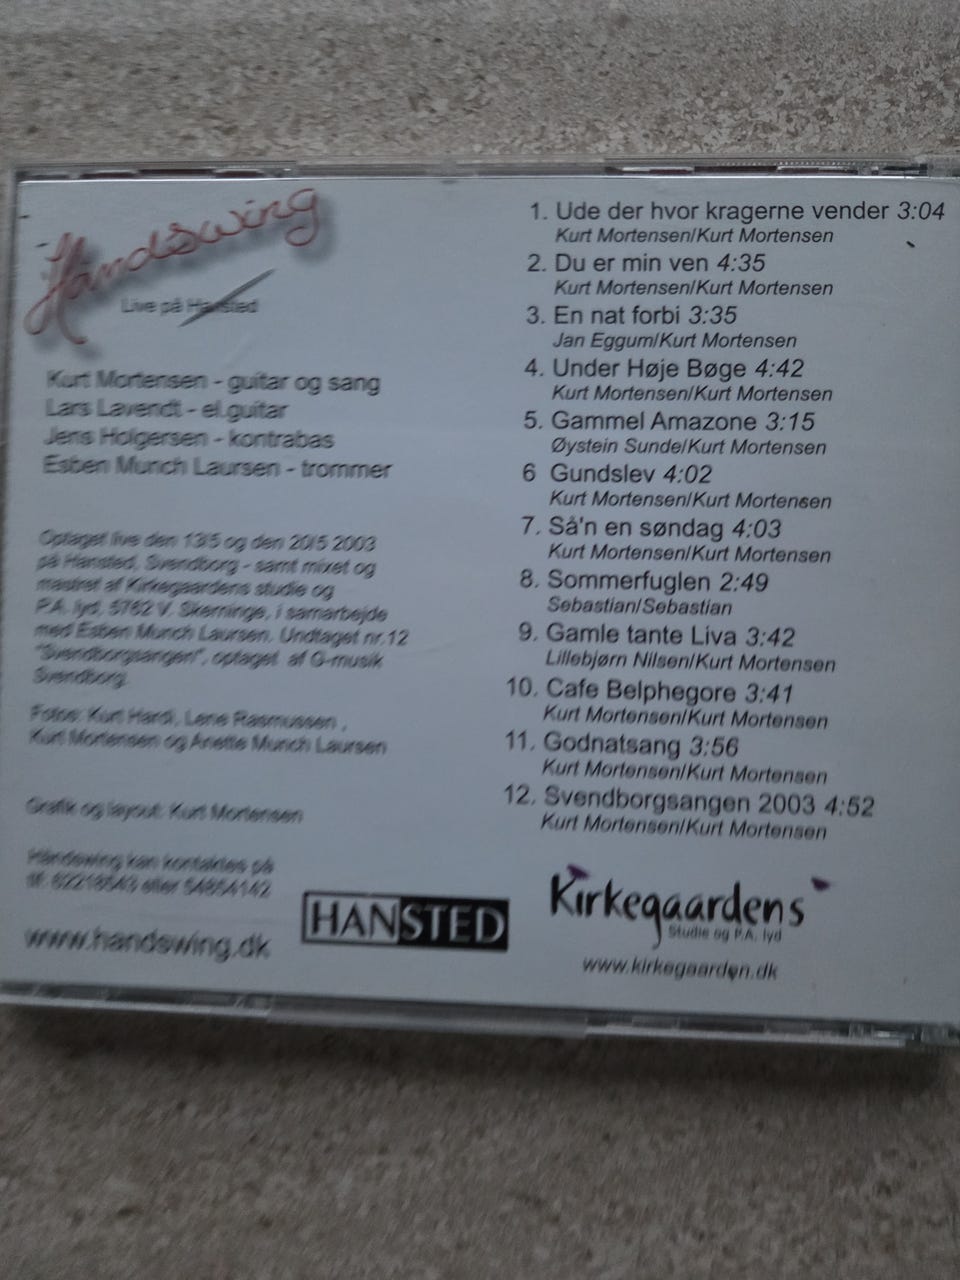 Håndswing
Live på Hansted
Kurt Mortensen - guitar og sang
Lars Lavendt - el.guitar
Jens Holgersen - kontrabas
Esben Munch Laursen - trommer
Optaget live den 13/5 og den 20/5 2003
på Hansted, Svendborg - samt mixet og
mastret af Kirkegaardens studie og
P.A. lyd, 5762 V. Skerninge, i samarbejde
med Esben Munch Laursen. Undtaget nr.12
"Svendborgsangen", optaget af G-musik
Svendborg.
Fotos: Kurt Hardi, Lene Rasmussen ,
Kurt Mortensen og Anette Munch Laursen
Grafik og layout: Kurt Mortensen
Håndswing kan kontaktes på
tlf: eller
www.handswing.dk
HANSTED
1. Ude der hvor kragerne vender 3:04
Kurt Mortensen/Kurt Mortensen
2. Du er min ven 4:35
Kurt Mortensen/Kurt Mortensen
3. En nat forbi 3:35
Jan Eggum/Kurt Mortensen
4. Under Høje Bøge 4:42
Kurt Mortensen/Kurt Mortensen
5. Gammel Amazone 3:15
Øystein Sunde/Kurt Mortensen
6 Gundslev 4:02
Kurt Mortensen/Kurt Mortensen
7. Så'n en søndag 4:03
Kurt Mortensen/Kurt Mortensen
8. Sommerfuglen 2:49
Sebastian/Sebastian
9. Gamle tante Liva 3:42
Lillebjørn Nilsen/Kurt Mortensen
10. Cafe Belphegore 3:41
Kurt Mortensen/Kurt Mortensen
11. Godnatsang 3:56
Kurt Mortensen/Kurt Mortensen
12. Svendborgsangen 2003 4:52
Kurt Mortensen/Kurt Mortensen
Kirkegaardens
Studie og P.A. lyd
www.kirkegaarden.dk